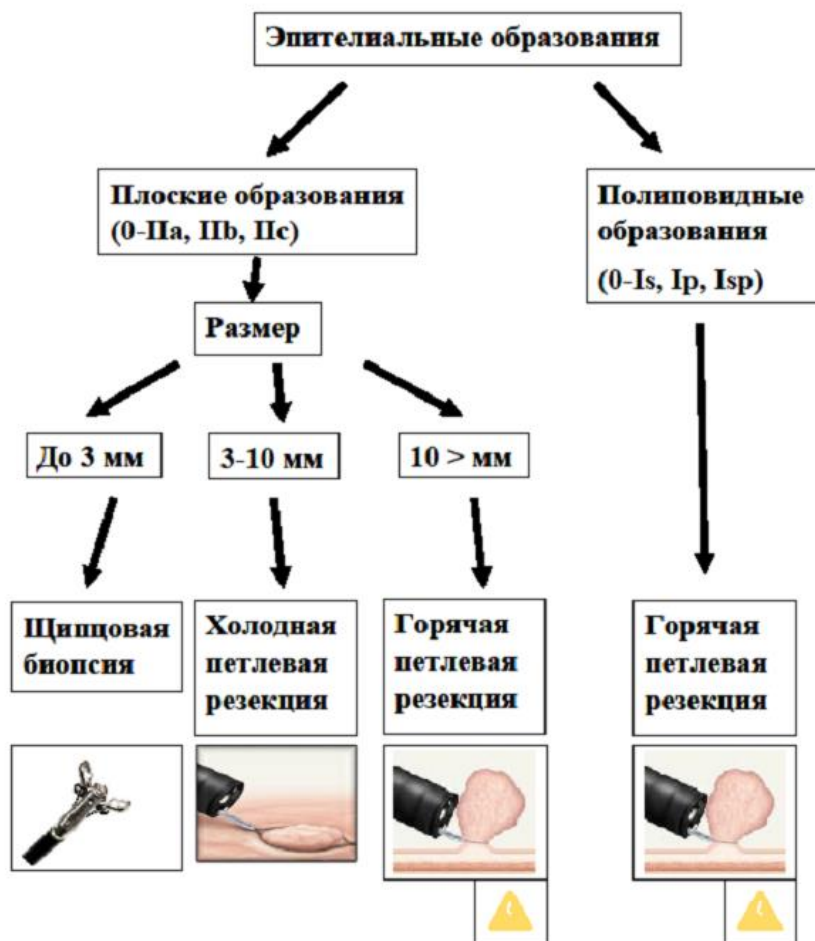 Эпителиальные образования
Плоские образования
(0-IIa, IIb, IIc)
Полиповидные
образования
(0-Is, Ip, Isp)
Размер
До 3 мм
3-10 мм
10 > мм
Щипцовая
биопсия
Холодная
петлевая
резекция
Горячая
петлевая
резекция
Горячая
петлевая
резекция